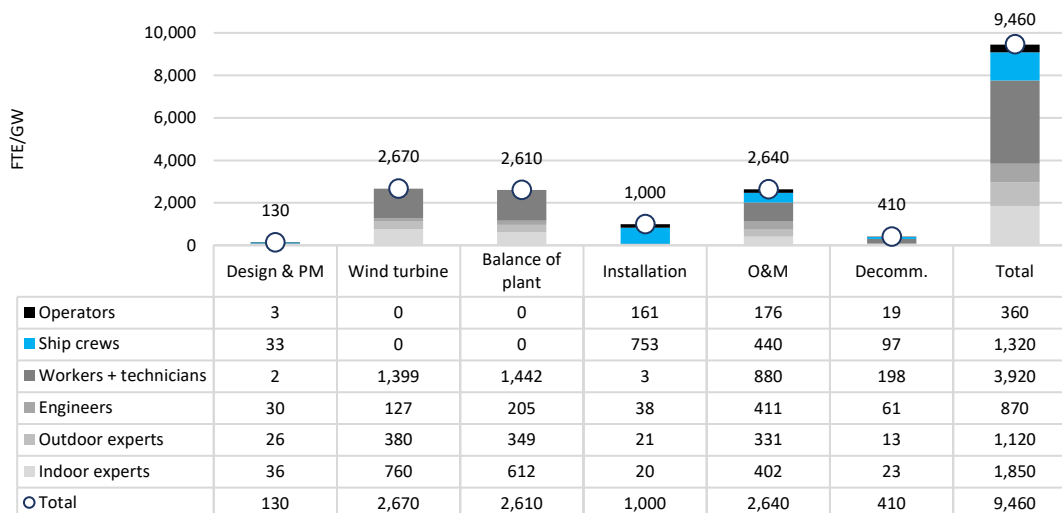 9,460
10,000
8,000
FTE/GW
6,000
4,000
2,670
2,610
2,640
2,000
1,000
130
410
0
Design & PM Wind turbine Balance of plant Installation O&M Decomm. Total
Operators 3 0 0 161 176 19 360
Ship crews 33 0 0 753 440 97 1,320
Workers + technicians 2 1,399 1,442 3 880 198 3,920
Engineers 30 127 205 38 411 61 870
Outdoor experts 26 380 349 21 331 13 1,120
Indoor experts 36 760 612 20 402 23 1,850
Total 130 2,670 2,610 1,000 2,640 410 9,460